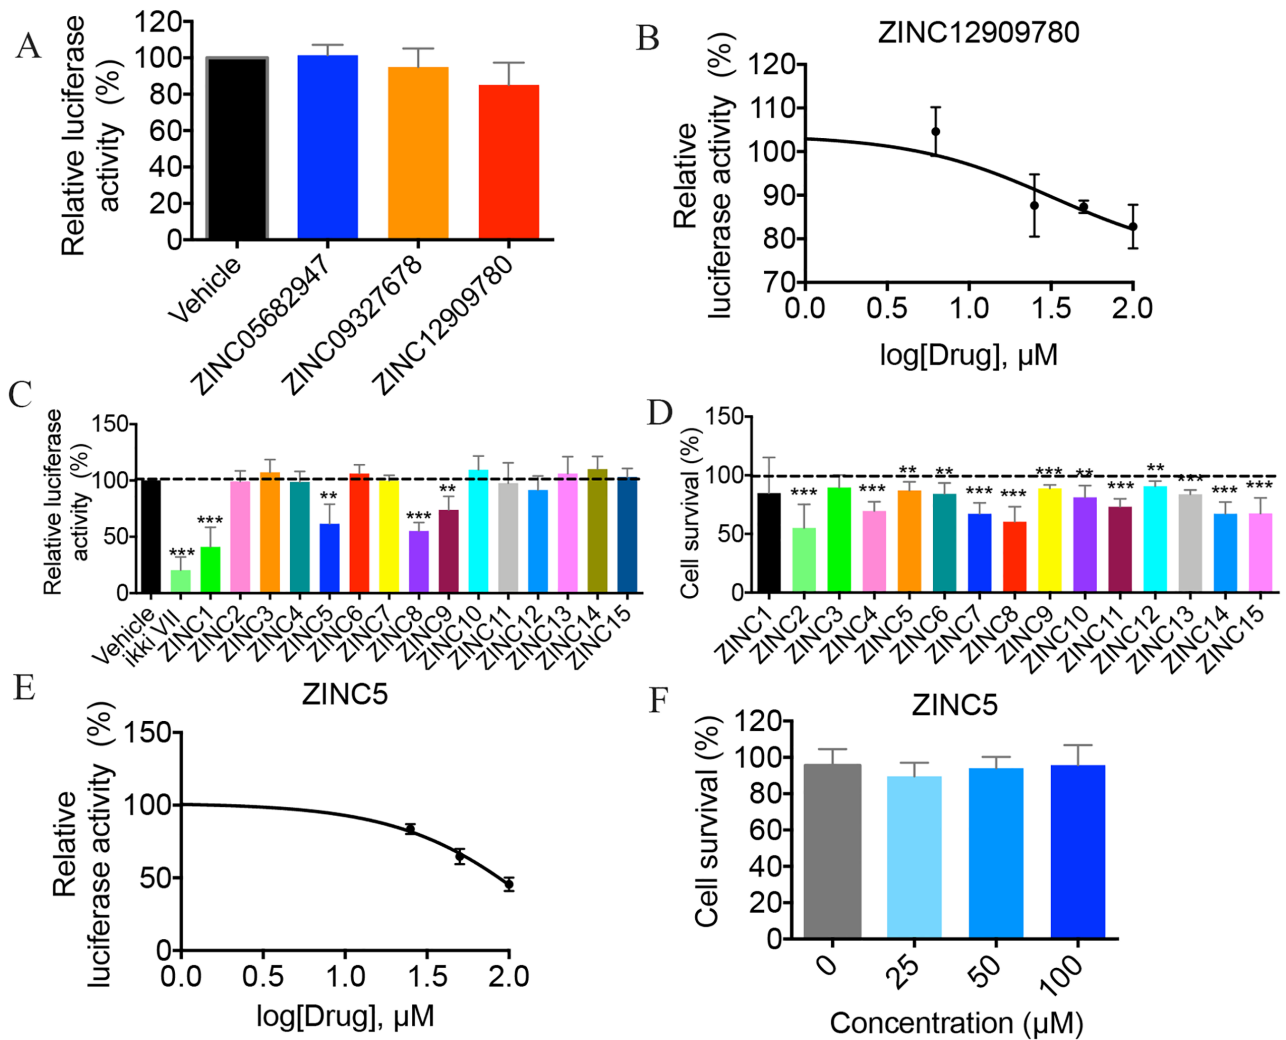 A
Relative luciferase
activity (%)
120
100
80
60
40
20
0
Vehicle
ZINC05682947
ZINC09327678
ZINC12909780
B
ZINC12909780
Relative
luciferase activity (%)
120
110
100
90
80
70
0.0
0.5
1.0
1.5
2.0
log[Drug], µM
C
Relative luciferase
activity (%)
150
100
50
0
***
***
**
***
**
Vehicle
ikki VII
ZINC1
ZINC2
ZINC3
ZINC4
ZINC5
ZINC6
ZINC7
ZINC8
ZINC9
ZINC10
ZINC11
ZINC12
ZINC13
ZINC14
ZINC15
D
Cell survival (%)
150
100
50
0
***
***
**
**
***
***
***
**
***
**
***
***
***
ZINC1
ZINC2
ZINC3
ZINC4
ZINC5
ZINC6
ZINC7
ZINC8
ZINC9
ZINC10
ZINC11
ZINC12
ZINC13
ZINC14
ZINC15
E
ZINC5
Relative
luciferase activity (%)
150
100
50
0
0.0
0.5
1.0
1.5
2.0
log[Drug], µM
F
ZINC5
Cell survival (%)
120
100
80
60
40
20
0
0
25
50
100
Concentration (µM)